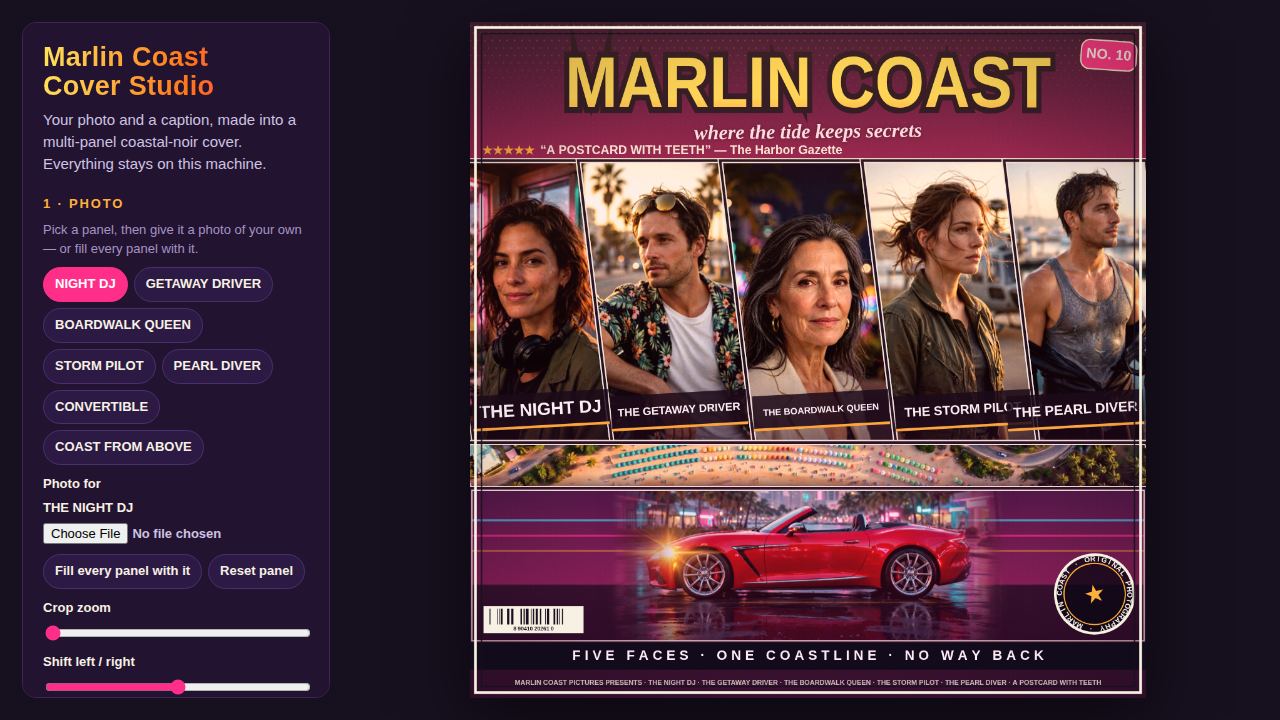 Marlin Coast
Cover Studio
Your photo and a caption, made into a
multi-panel coastal-noir cover.
Everything stays on this machine.
1 · PHOTO
Pick a panel, then give it a photo of your own
— or fill every panel with it.
NIGHT DJ
GETAWAY DRIVER
BOARDWALK QUEEN
STORM PILOT
PEARL DIVER
CONVERTIBLE
COAST FROM ABOVE
Photo for
THE NIGHT DJ
Choose File No file chosen
Fill every panel with it
Reset panel
Crop zoom
Shift left / right
NO. 10
MARLIN COAST
where the tide keeps secrets
★★★★★ “A POSTCARD WITH TEETH” — The Harbor Gazette
THE NIGHT DJ
THE GETAWAY DRIVER
THE BOARDWALK QUEEN
THE STORM PILOT
THE PEARL DIVER
8 90410 20261 0
MARLIN COAST · ORIGINAL PHOTOGRAPHY ·
FIVE FACES · ONE COASTLINE · NO WAY BACK
MARLIN COAST PICTURES PRESENTS · THE NIGHT DJ · THE GETAWAY DRIVER · THE BOARDWALK QUEEN · THE STORM PILOT · THE PEARL DIVER · A POSTCARD WITH TEETH